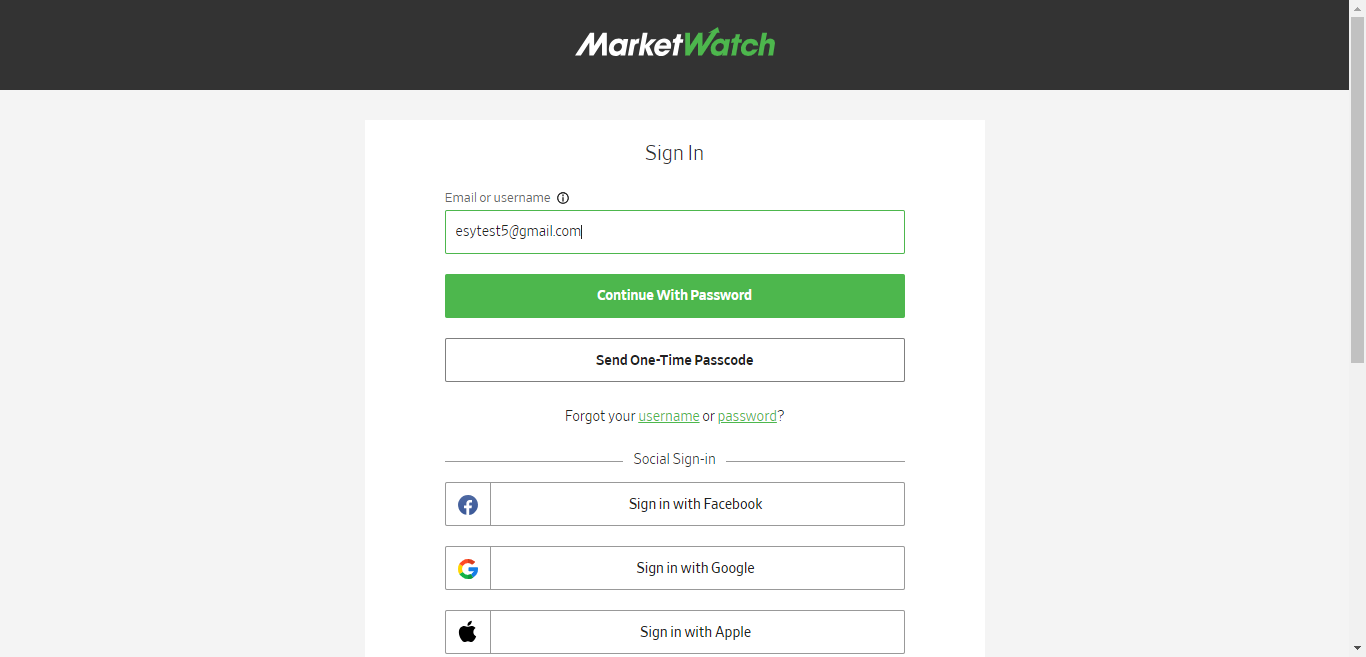 MarketWatch
Sign In
Email or username
esytest5@gmail.com
Continue With Password
Send One-Time Passcode
Forgot your username or password?
Social Sign-in
Sign in with Facebook
Sign in with Google
Sign in with Apple